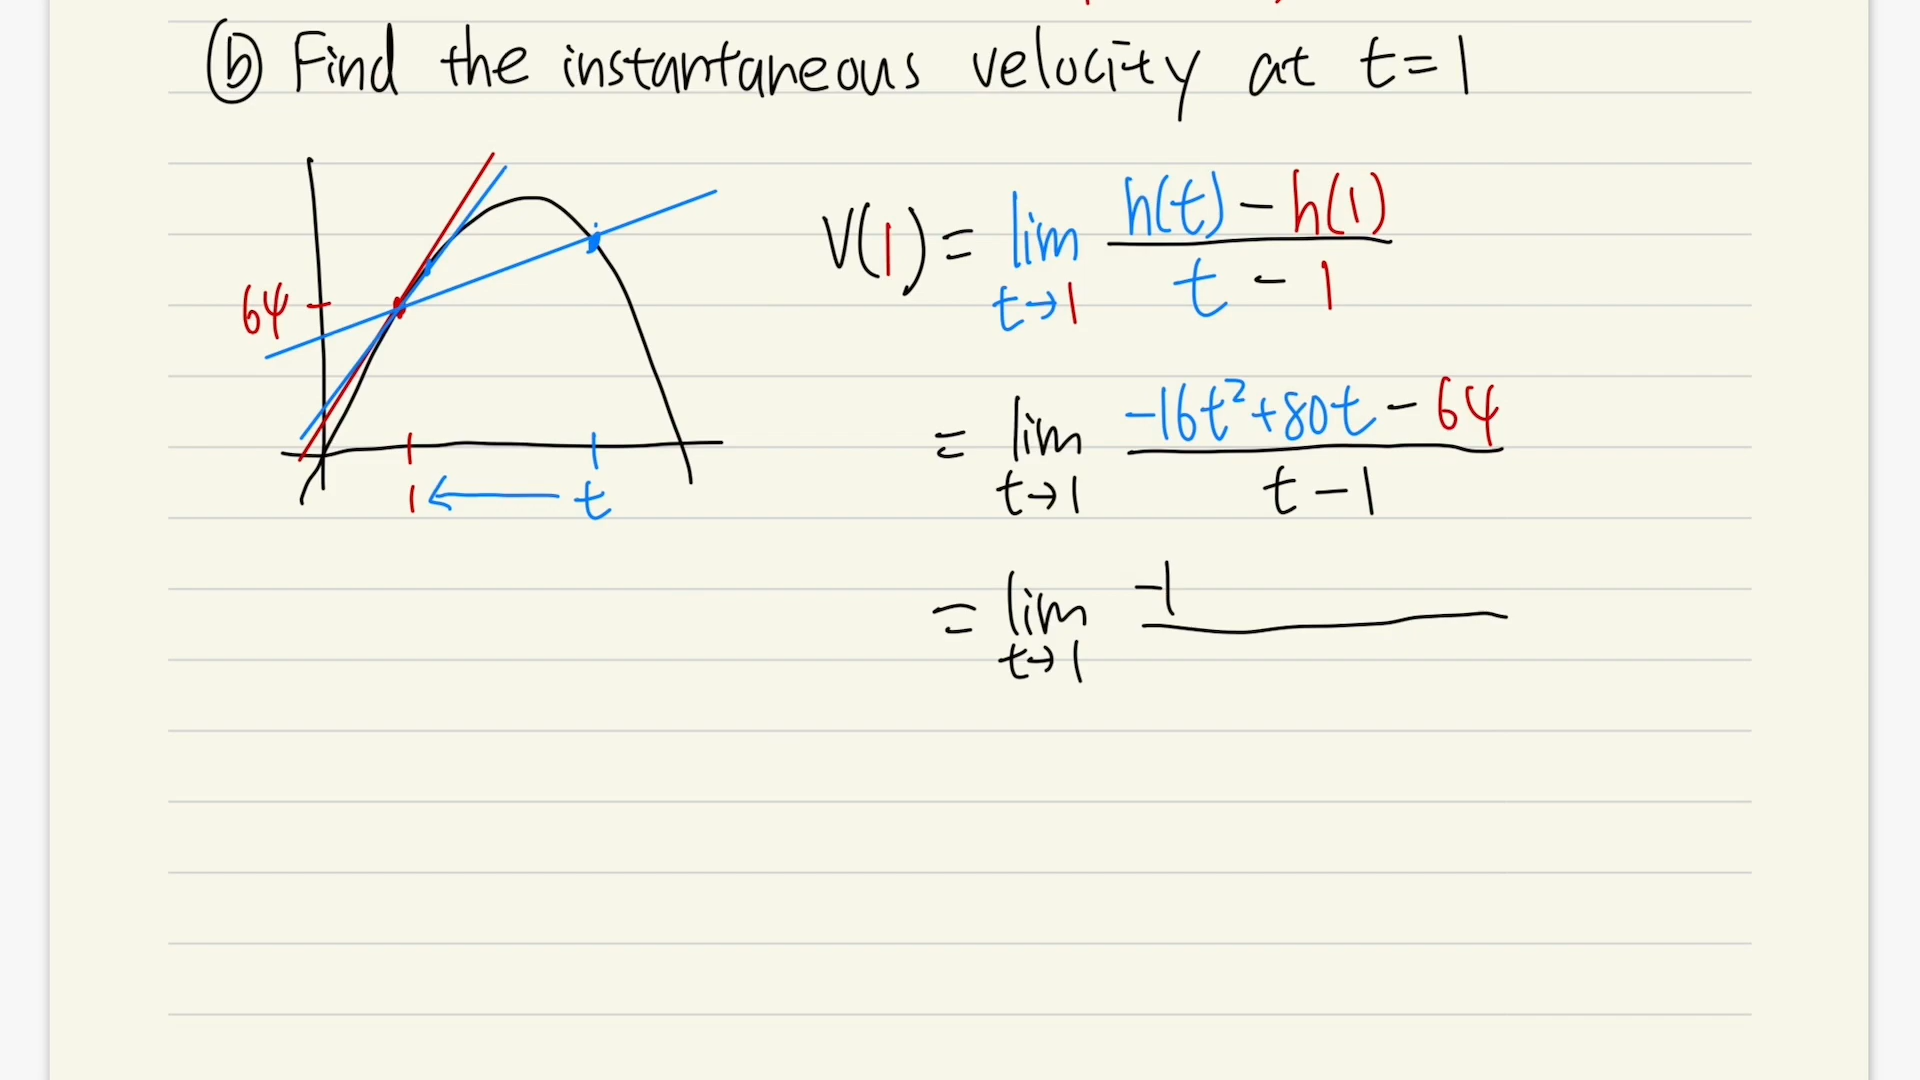 ⓑ Find the instantaneous velocity at t=1
64
1 ← t
V(1) = lim t→1 (h(t) - h(1)) / (t - 1)
= lim t→1 (-16t²+80t - 64) / (t - 1)
= lim t→1 -1